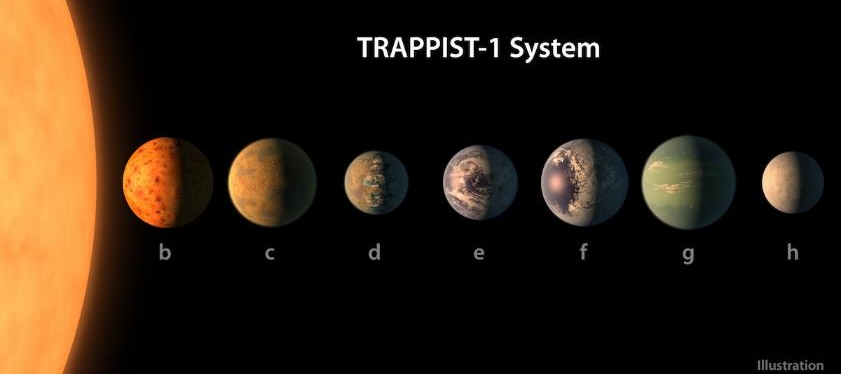 TRAPPIST-1 System
b c d e f g h
Illustration